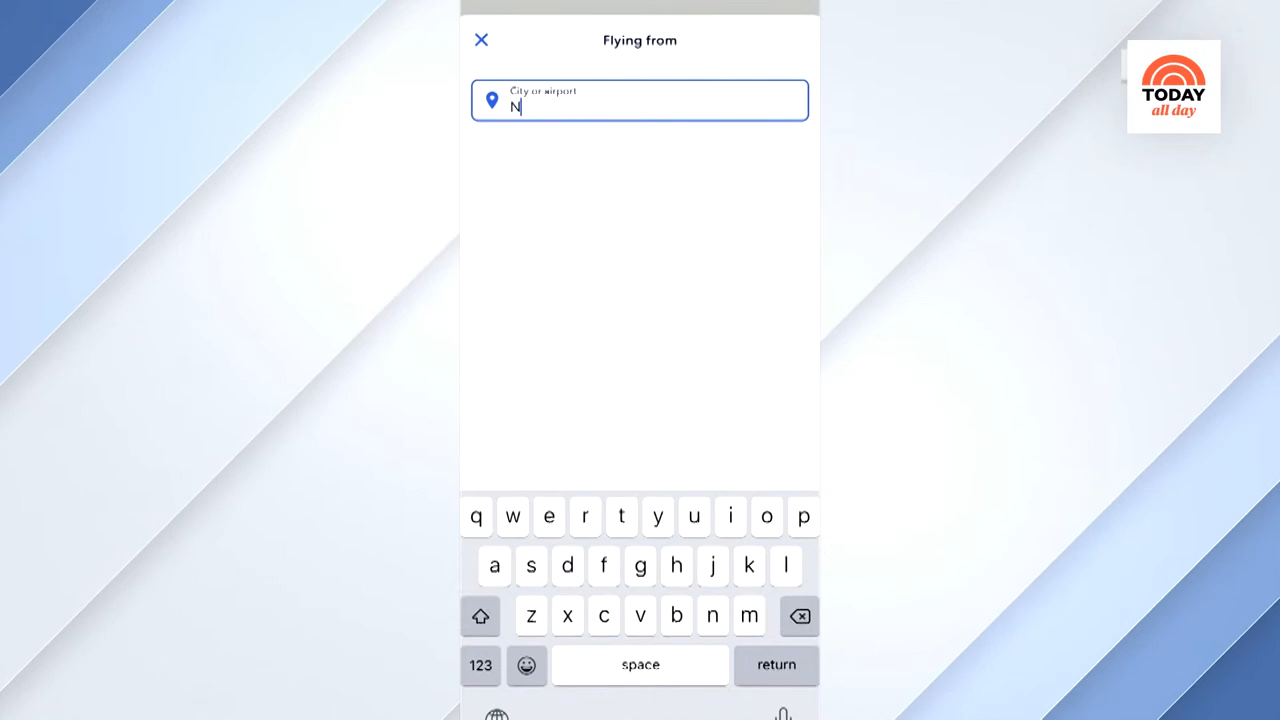 Flying from
City or airport
N
TODAY
all day
q w e r t y u i o p
a s d f g h j k l
z x c v b n m
123 space return